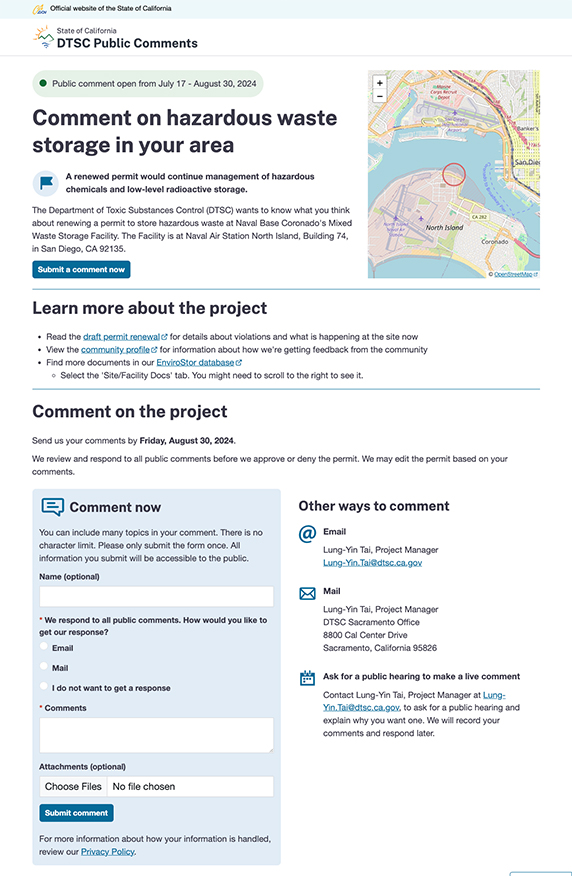 Official website of the State of California
State of California
DTSC Public Comments
Public comment open from July 17 - August 30, 2024
Comment on hazardous waste
storage in your area
A renewed permit would continue management of hazardous
chemicals and low-level radioactive storage.
The Department of Toxic Substances Control (DTSC) wants to know what you think
about renewing a permit to store hazardous waste at Naval Base Coronado's Mixed
Waste Storage Facility. The Facility is at Naval Air Station North Island, Building 74,
in San Diego, CA 92135.
Submit a comment now
+
−
San Die
CA 282
North Island
Coronado
© OpenStreetMap
Learn more about the project
• Read the draft permit renewal for details about violations and what is happening at the site now
• View the community profile for information about how we're getting feedback from the community
• Find more documents in our EnviroStor database
◦ Select the 'Site/Facility Docs' tab. You might need to scroll to the right to see it.
Comment on the project
Send us your comments by Friday, August 30, 2024.
We review and respond to all public comments before we approve or deny the permit. We may edit the permit based on your
comments.
Comment now
You can include many topics in your comment. There is no
character limit. Please only submit the form once. All
information you submit will be accessible to the public.
Name (optional)
* We respond to all public comments. How would you like to
get our response?
Email
Mail
I do not want to get a response
* Comments
Attachments (optional)
Choose Files No file chosen
Submit comment
For more information about how your information is handled,
review our Privacy Policy.
Other ways to comment
Email
Lung-Yin Tai, Project Manager
Lung-Yin.Tai@dtsc.ca.gov
Mail
Lung-Yin Tai, Project Manager
DTSC Sacramento Office
8800 Cal Center Drive
Sacramento, California 95826
Ask for a public hearing to make a live comment
Contact Lung-Yin Tai, Project Manager at Lung-
Yin.Tai@dtsc.ca.gov, to ask for a public hearing and
explain why you want one. We will record your
comments and respond later.